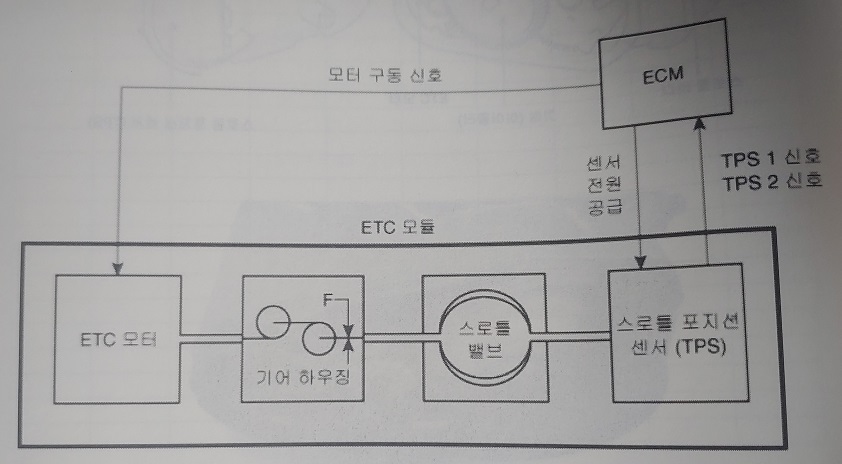 모터 구동 신호
ECM
센서
전원
공급
TPS 1 신호
TPS 2 신호
ETC 모듈
ETC 모터
F
기어 하우징
스로틀
밸브
스로틀 포지션
센서 (TPS)